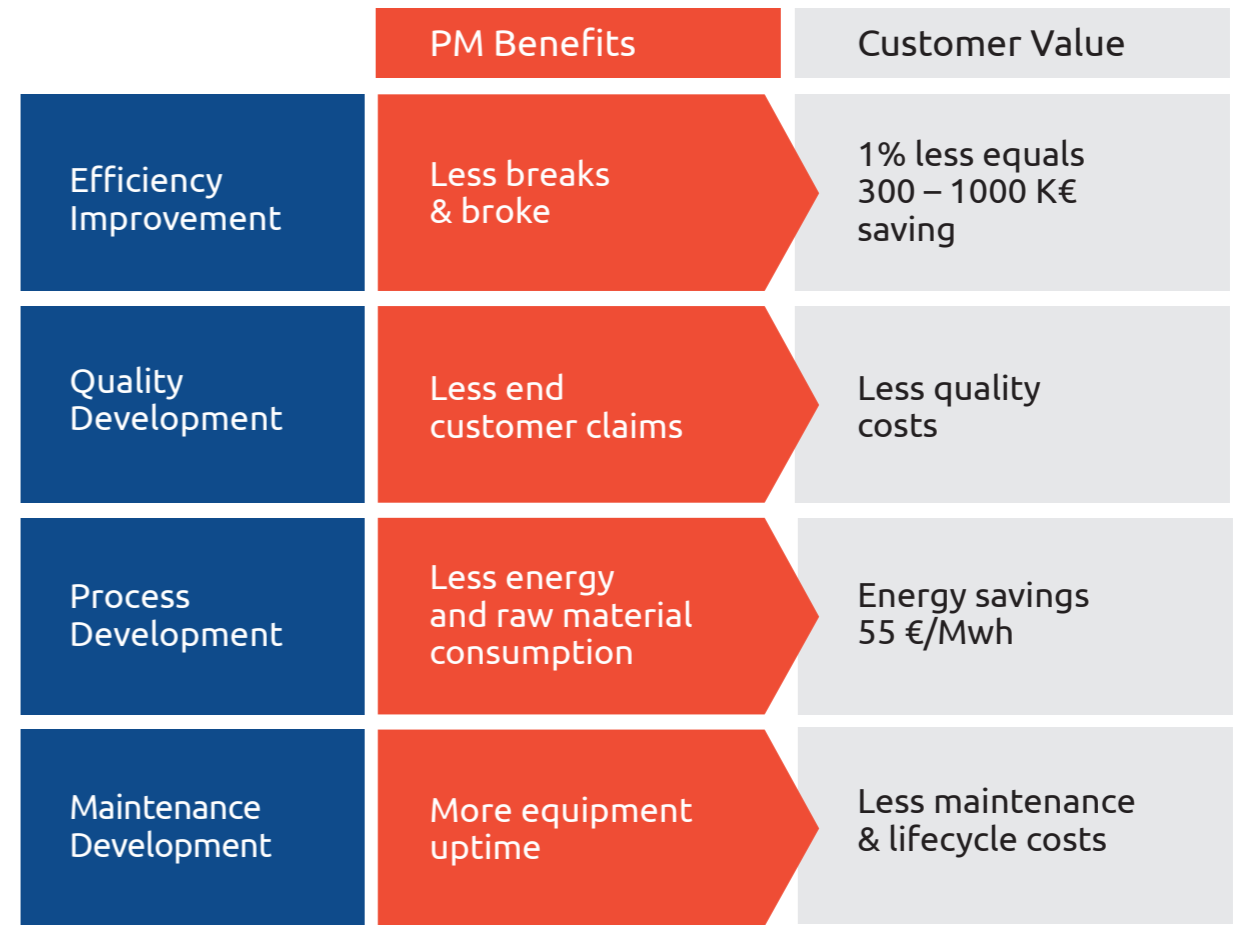 PM Benefits
Customer Value
Efficiency
Improvement
Less breaks
& broke
1% less equals
300 – 1000 K€
saving
Quality
Development
Less end
customer claims
Less quality
costs
Process
Development
Less energy
and raw material
consumption
Energy savings
55 €/Mwh
Maintenance
Development
More equipment
uptime
Less maintenance
& lifecycle costs